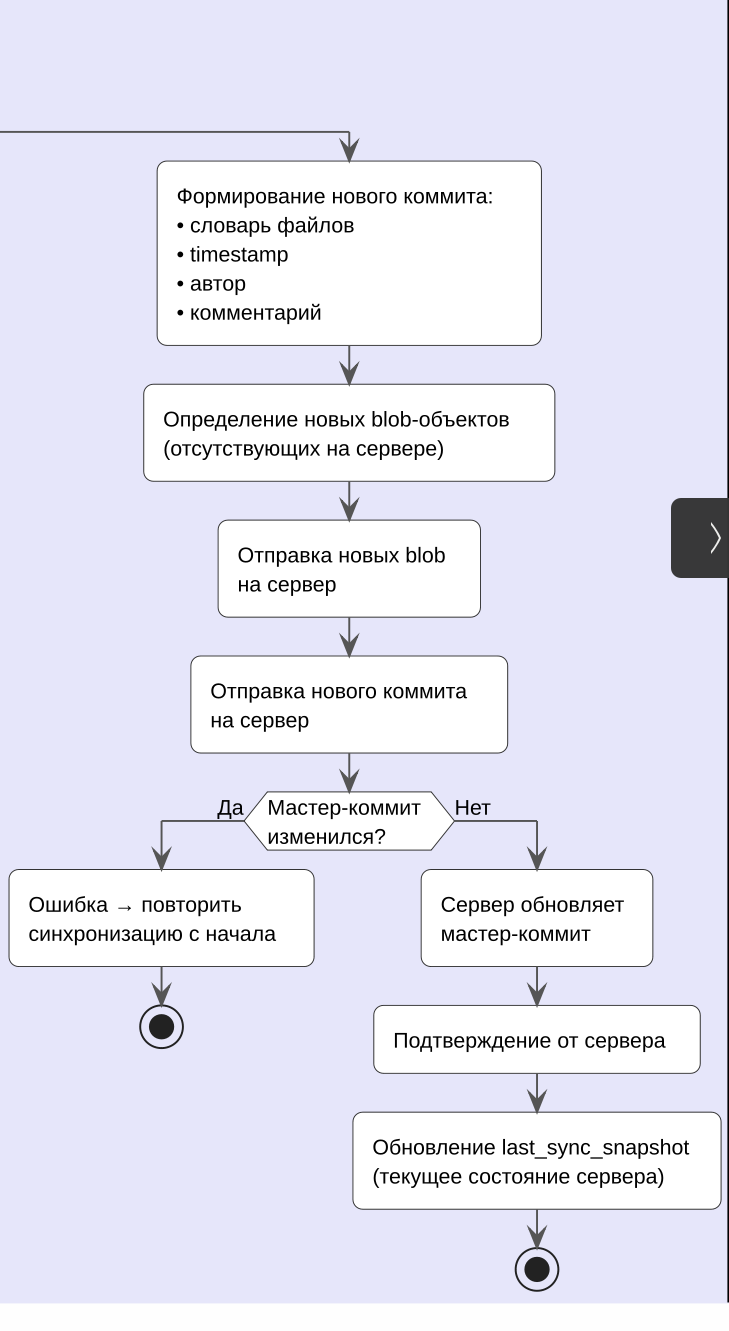 Формирование нового коммита:
• словарь файлов
• timestamp
• автор
• комментарий
Определение новых blob-объектов
(отсутствующих на сервере)
Отправка новых blob
на сервер
Отправка нового коммита
на сервер
Да
Мастер-коммит
изменился?
Нет
Ошибка → повторить
синхронизацию с начала
Сервер обновляет
мастер-коммит
Подтверждение от сервера
Обновление last_sync_snapshot
(текущее состояние сервера)